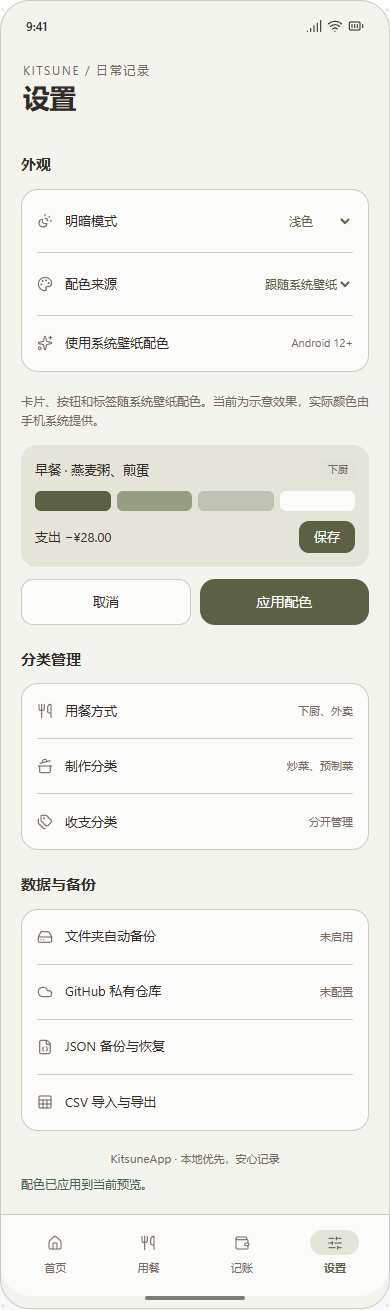 9:41
KITSUNE / 日常记录
设置
外观
明暗模式 浅色
配色来源 跟随系统壁纸
使用系统壁纸配色 Android 12+
卡片、按钮和标签随系统壁纸配色。当前为示意效果，实际颜色由
手机系统提供。
早餐 · 燕麦粥、煎蛋 下厨
支出 −¥28.00 保存
取消 应用配色
分类管理
用餐方式 下厨、外卖
制作分类 炒菜、预制菜
收支分类 分开管理
数据与备份
文件夹自动备份 未启用
GitHub 私有仓库 未配置
JSON 备份与恢复
CSV 导入与导出
KitsuneApp · 本地优先，安心记录
配色已应用到当前预览。
首页 用餐 记账 设置